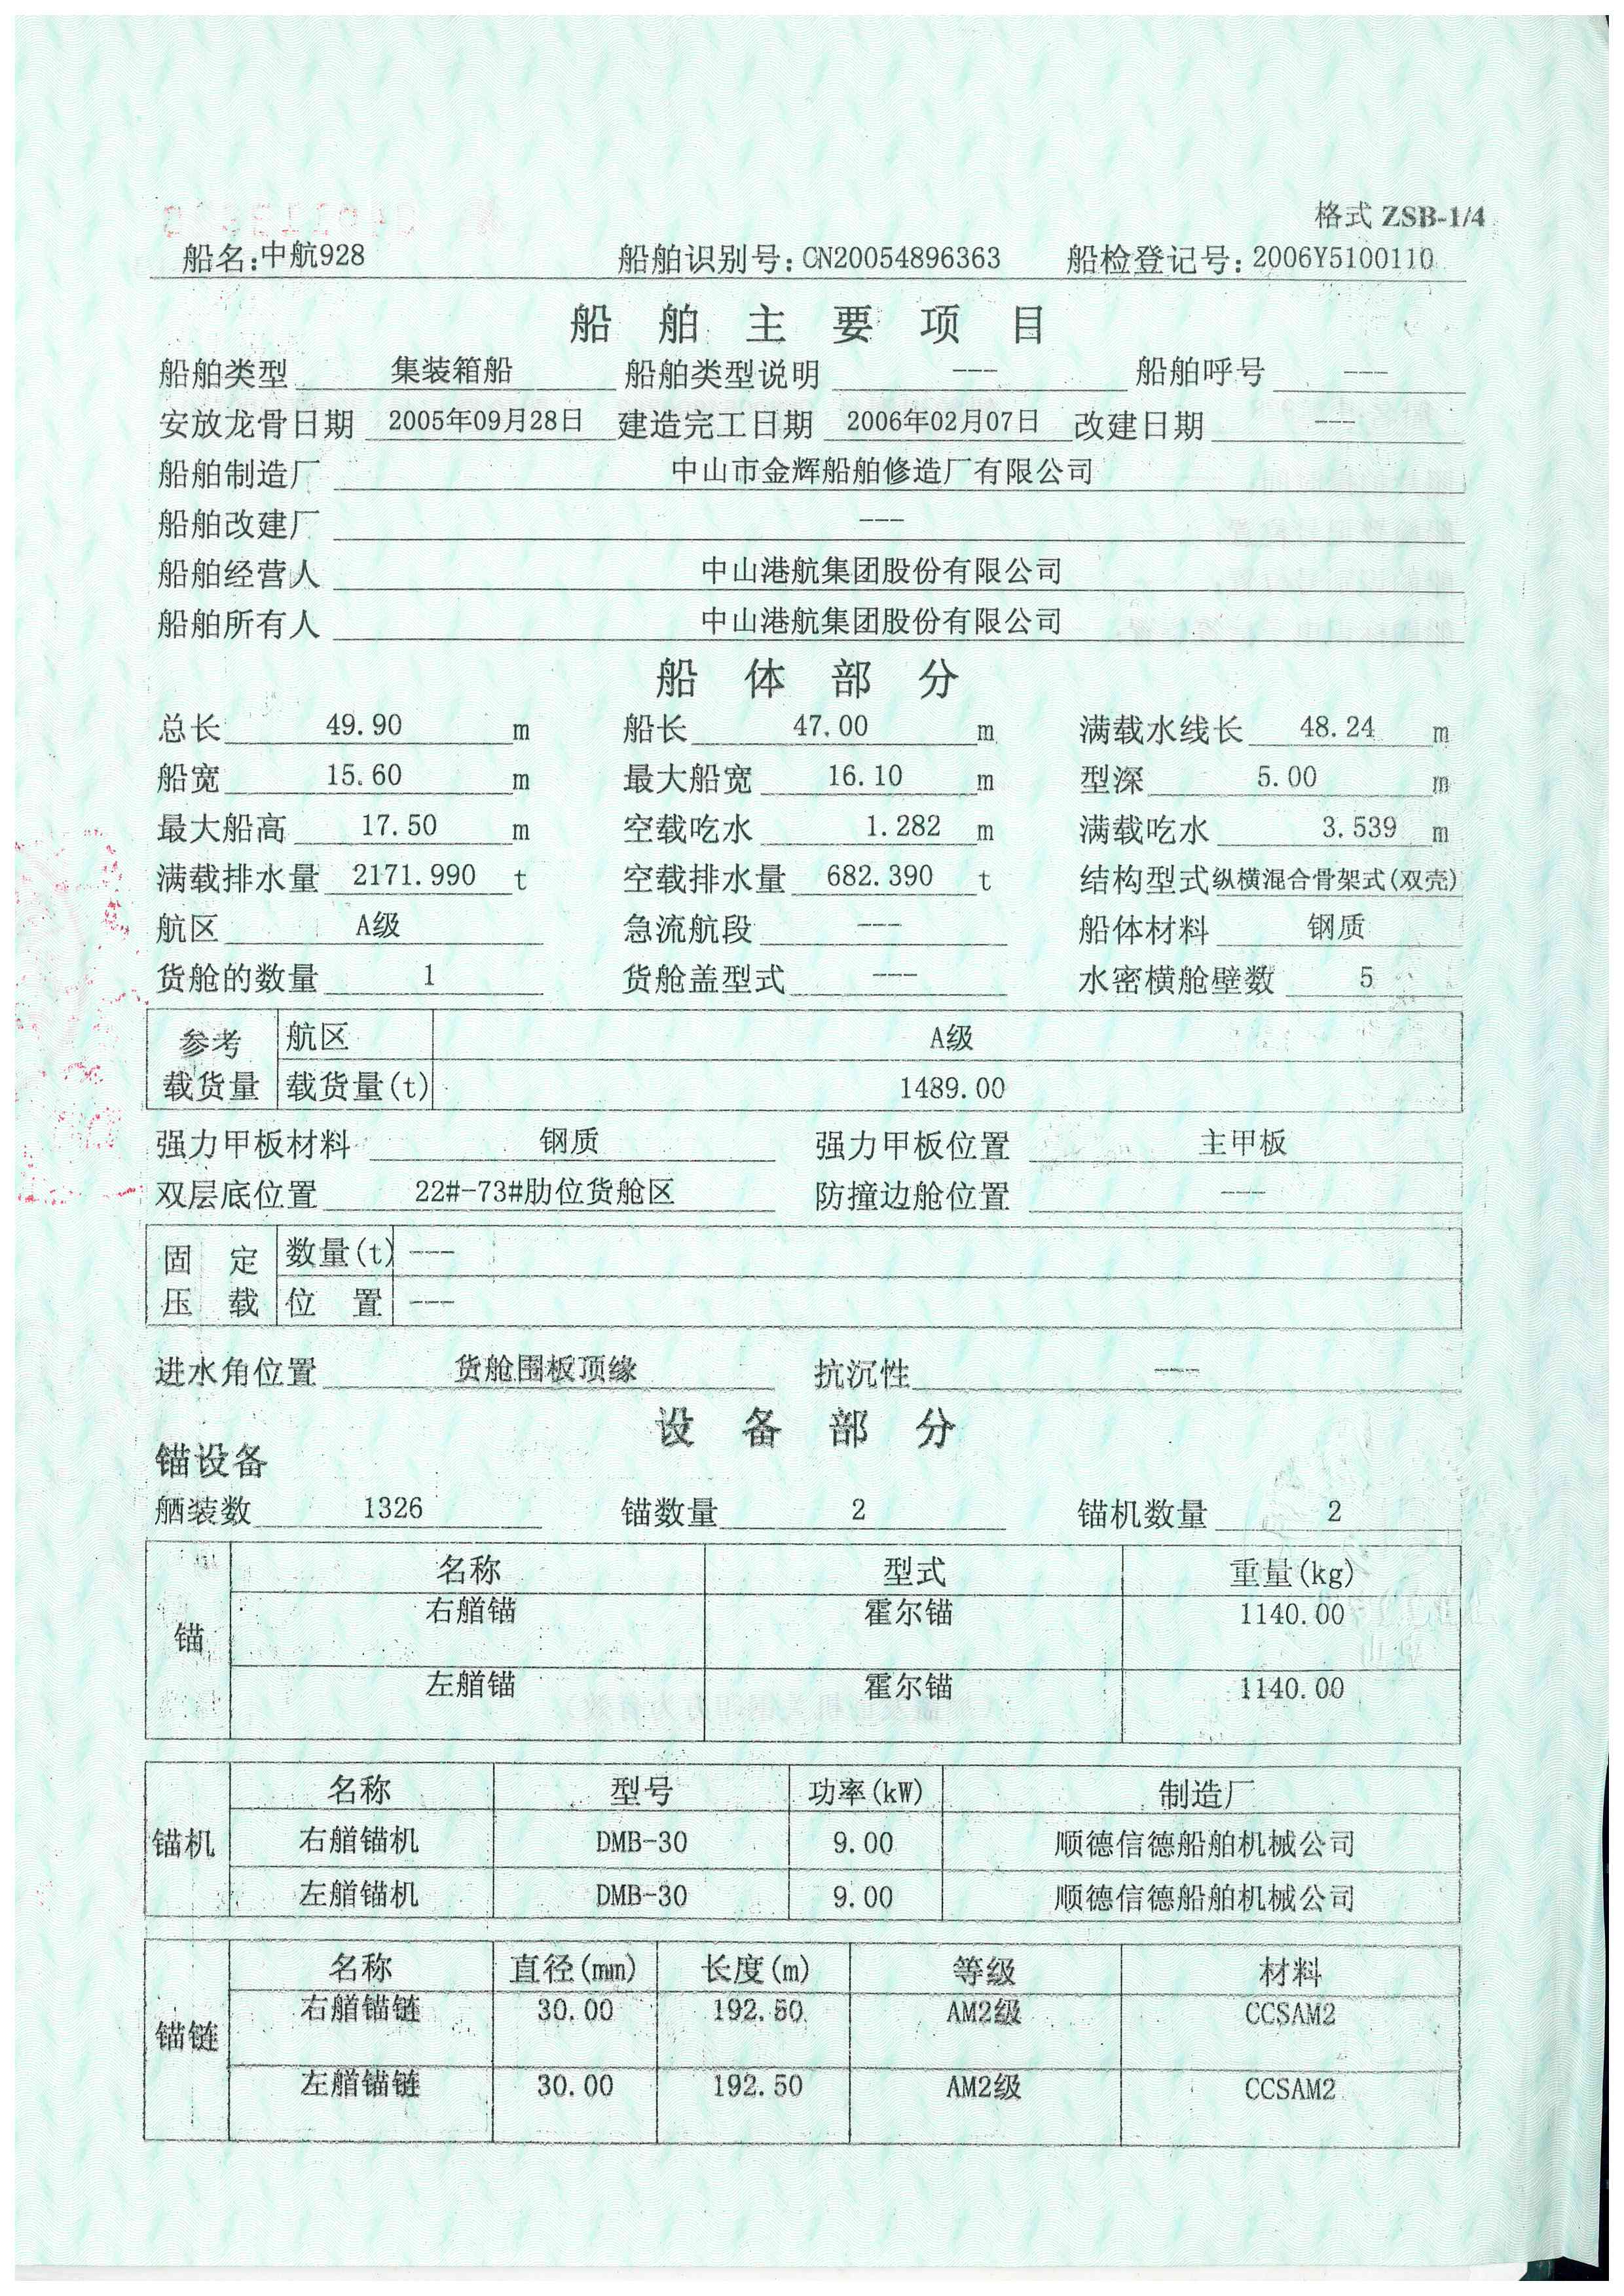 格式 ZSB-1/4
船名:中航928 船舶识别号:CN20054896363 船检登记号:2006Y5100110
船舶主要项目
船舶类型 集装箱船 船舶类型说明 --- 船舶呼号 ---
安放龙骨日期 2005年09月28日 建造完工日期 2006年02月07日 改建日期 ---
船舶制造厂 中山市金辉船舶修造厂有限公司
船舶改建厂 ---
船舶经营人 中山港航集团股份有限公司
船舶所有人 中山港航集团股份有限公司
船体部分
总长 49.90 m 船长 47.00 m 满载水线长 48.24 m
船宽 15.60 m 最大船宽 16.10 m 型深 5.00 m
最大船高 17.50 m 空载吃水 1.282 m 满载吃水 3.539 m
满载排水量 2171.990 t 空载排水量 682.390 t 结构型式 纵横混合骨架式(双壳)
航区 A级 急流航段 --- 船体材料 钢质
货舱的数量 1 货舱盖型式 --- 水密横舱壁数 5
参考 航区 A级
载货量 载货量(t) 1489.00
强力甲板材料 钢质 强力甲板位置 主甲板
双层底位置 22#-73#肋位货舱区 防撞边舱位置 ---
固定 数量(t) ---
压载 位置 ---
进水角位置 货舱围板顶缘 抗沉性 ---
设备部分
锚设备
舾装数 1326 锚数量 2 锚机数量 2
名称 型式 重量(kg)
锚 右艏锚 霍尔锚 1140.00
左艏锚 霍尔锚 1140.00
名称 型号 功率(kW) 制造厂
锚机 右艏锚机 DMB-30 9.00 顺德信德船舶机械公司
左艏锚机 DMB-30 9.00 顺德信德船舶机械公司
名称 直径(mm) 长度(m) 等级 材料
锚链 右艏锚链 30.00 192.50 AM2级 CCSAM2
左艏锚链 30.00 192.50 AM2级 CCSAM2